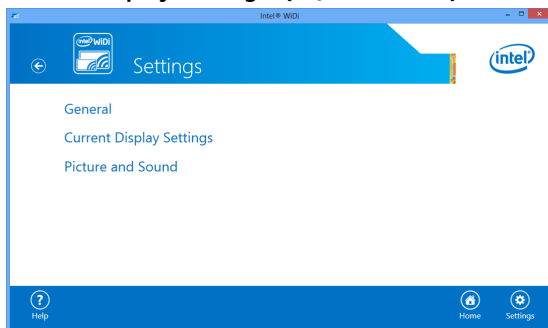 Intel® WiDi
intel WiDi
Settings
intel
General
Current Display Settings
Picture and Sound
?
Help
Home
Settings